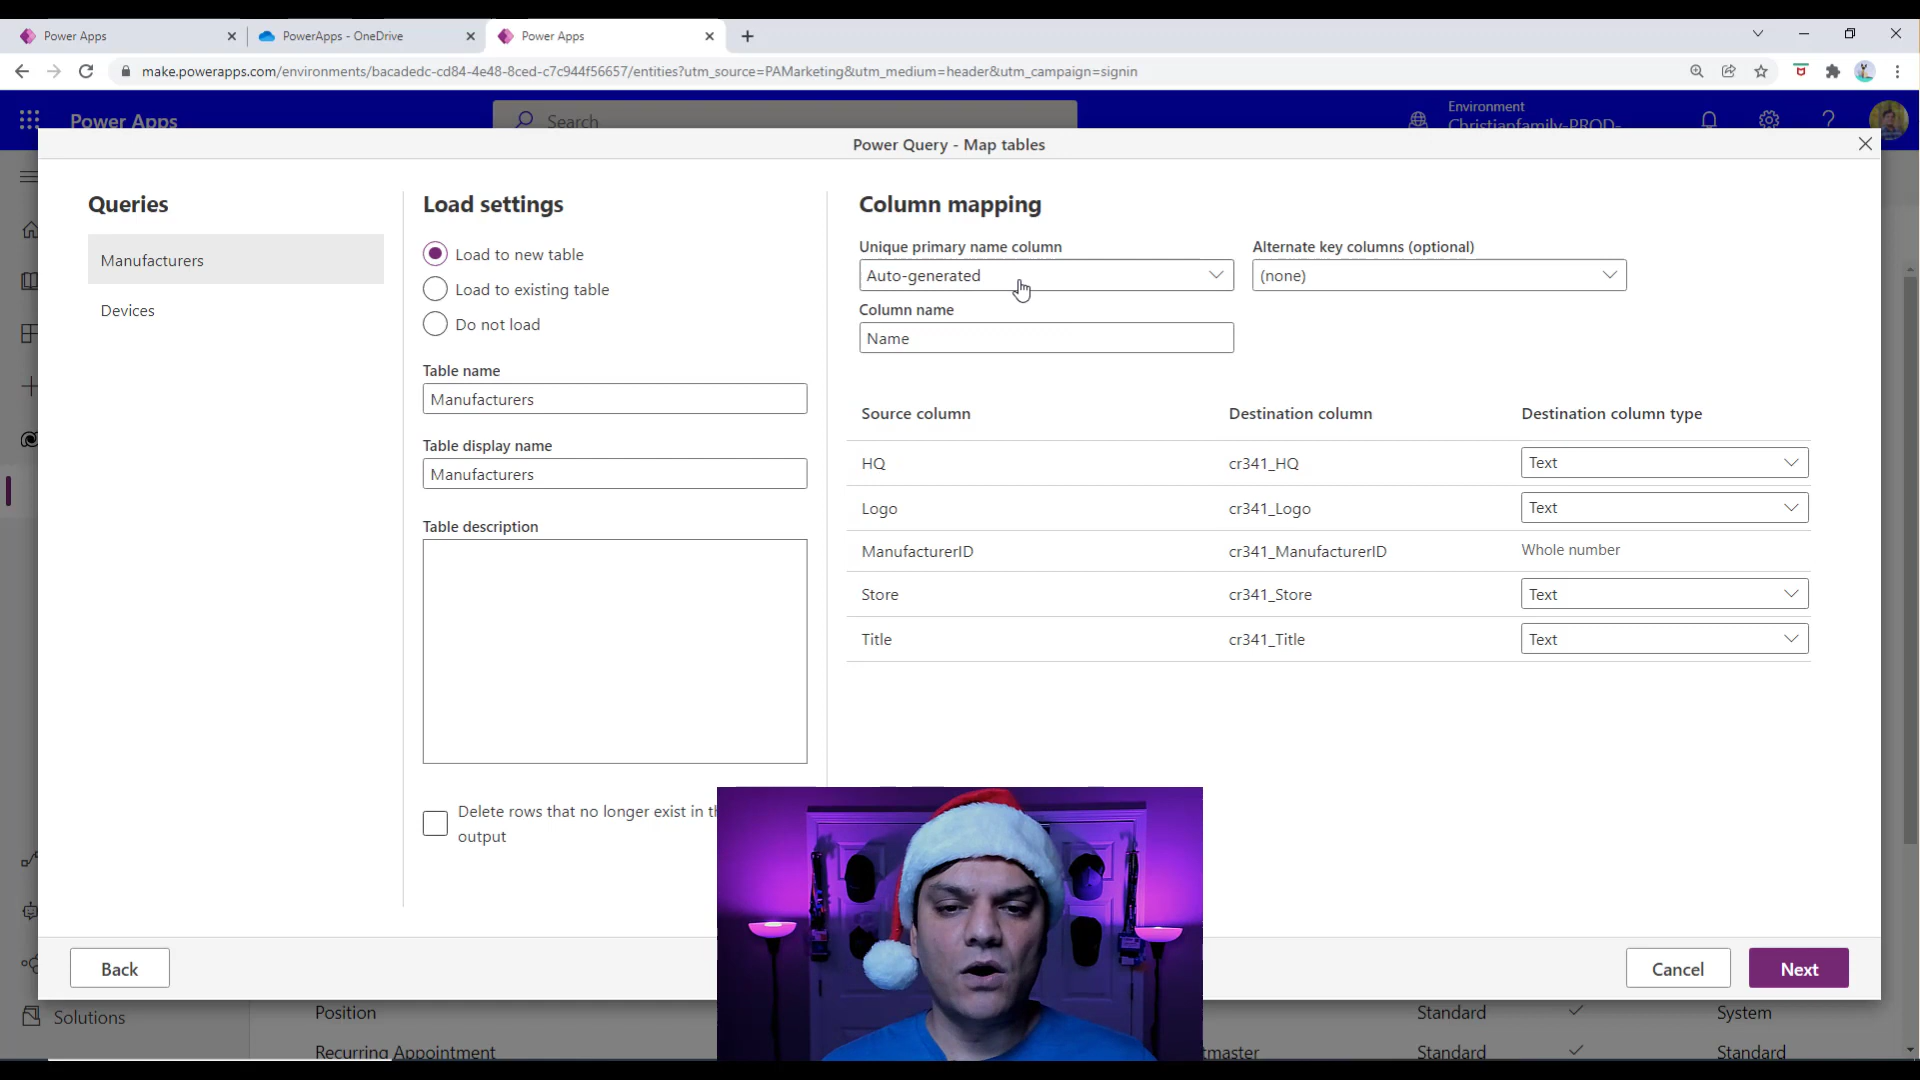 Power Apps
PowerApps - OneDrive
Power Apps
make.powerapps.com/environments/bacadedc-cd84-4e48-8ced-c7c944f56657/entities?utm_source=PAMarketing&utm_medium=header&utm_campaign=signin
Power Apps
Search
Environment
Christianfamily-PROD-
Power Query - Map tables
Queries
Manufacturers
Devices
Load settings
Load to new table
Load to existing table
Do not load
Table name
Manufacturers
Table display name
Manufacturers
Table description
Delete rows that no longer exist in th
output
Column mapping
Unique primary name column
Auto-generated
Alternate key columns (optional)
(none)
Column name
Name
Source column Destination column Destination column type
HQ cr341_HQ Text
Logo cr341_Logo Text
ManufacturerID cr341_ManufacturerID Whole number
Store cr341_Store Text
Title cr341_Title Text
Back
Cancel
Next
Solutions
Position Standard System
Recurring Appointment tmaster Standard Standard